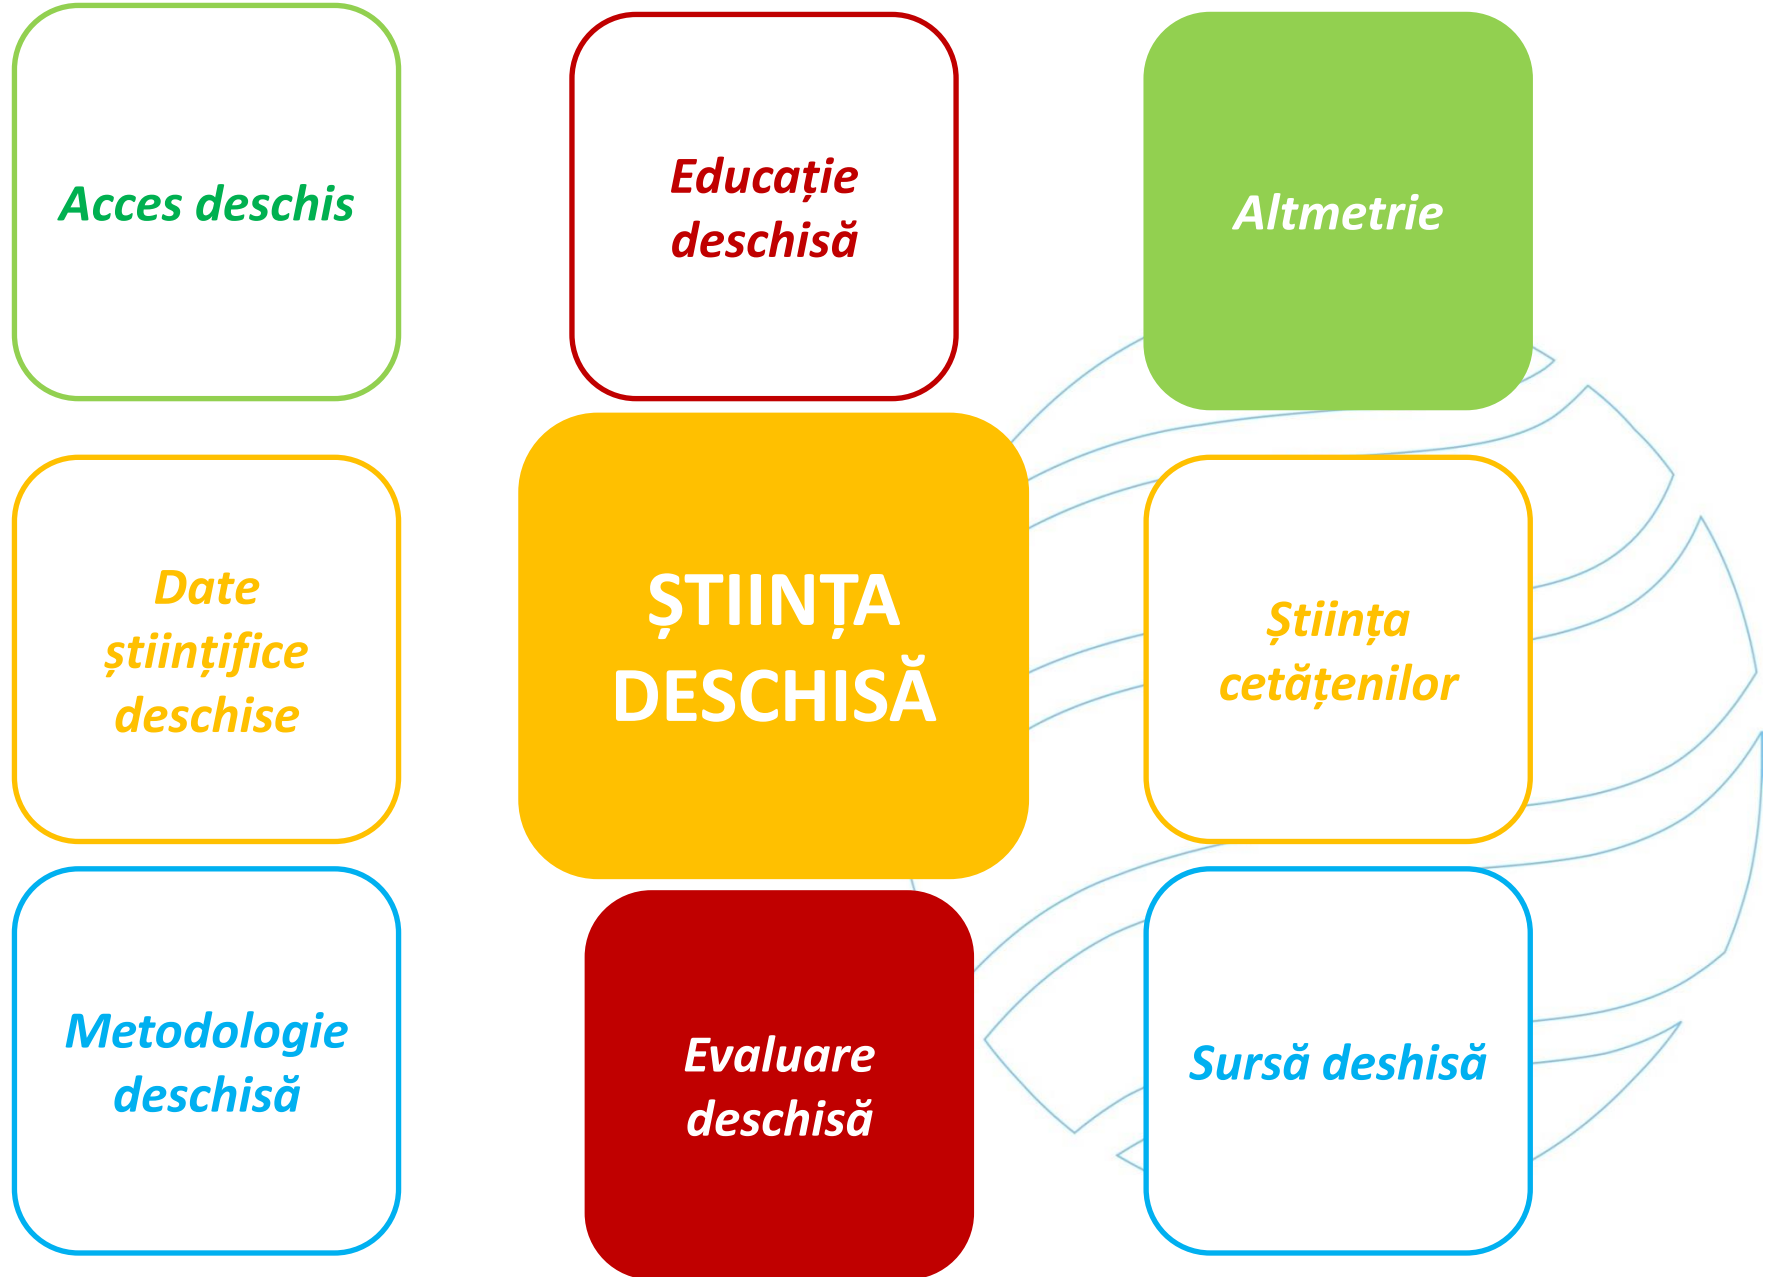 Acces deschis
Educație
deschisă
Altmetrie
Date
științifice
deschise
ȘTIINȚA
DESCHISĂ
Știința
cetățenilor
Metodologie
deschisă
Evaluare
deschisă
Sursă deshisă